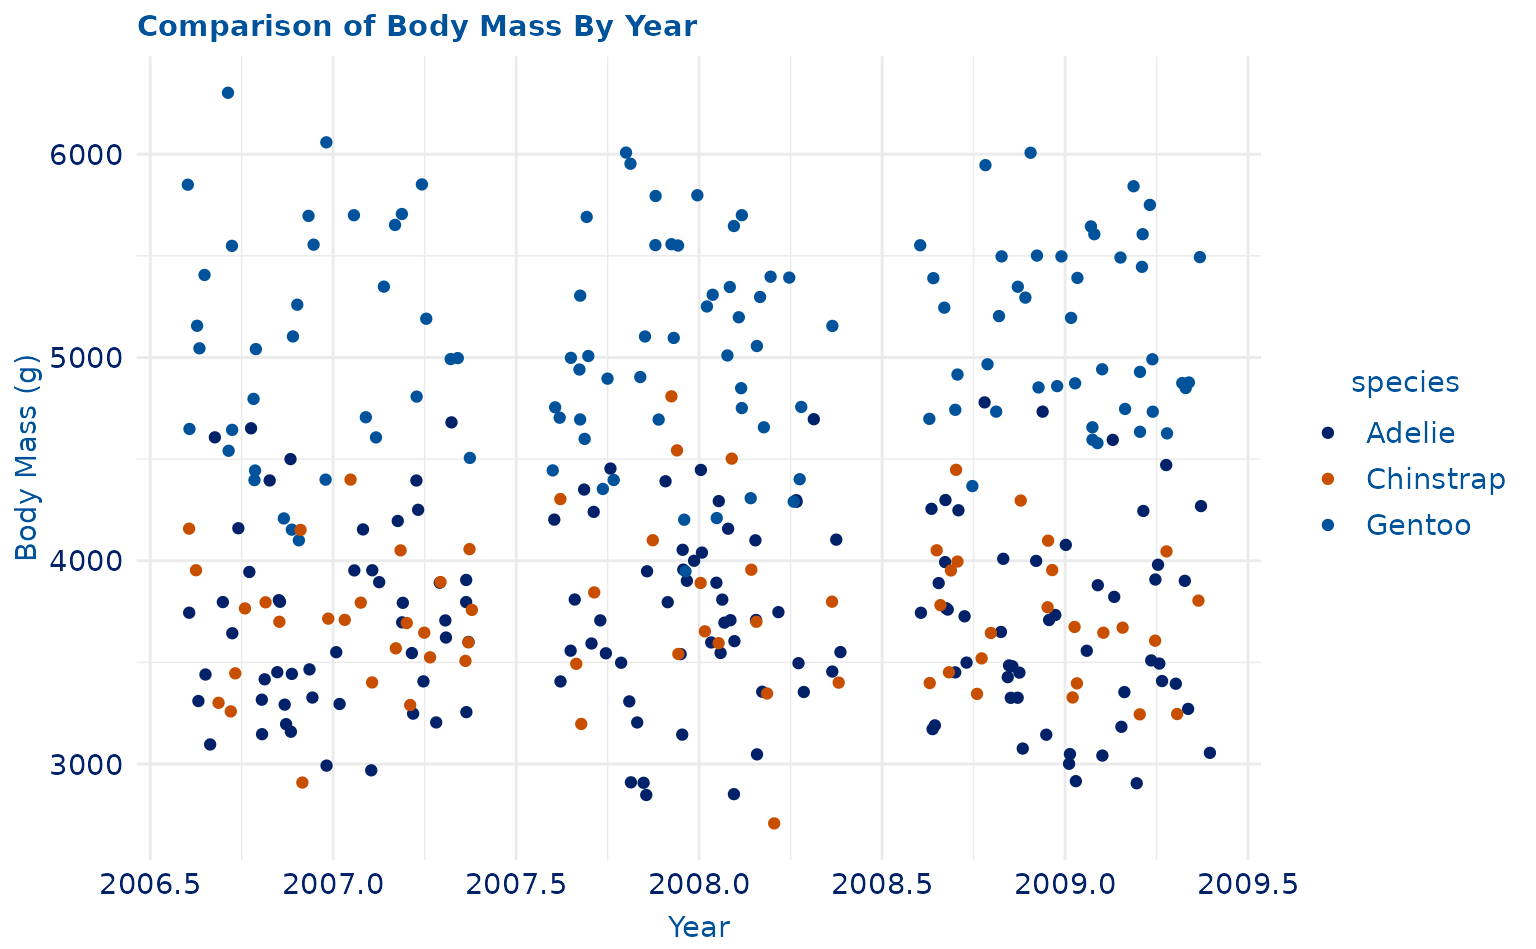 Comparison of Body Mass By Year
Body Mass (g)
6000
5000
4000
3000
2006.5 2007.0 2007.5 2008.0 2008.5 2009.0 2009.5
Year
species
Adelie
Chinstrap
Gentoo